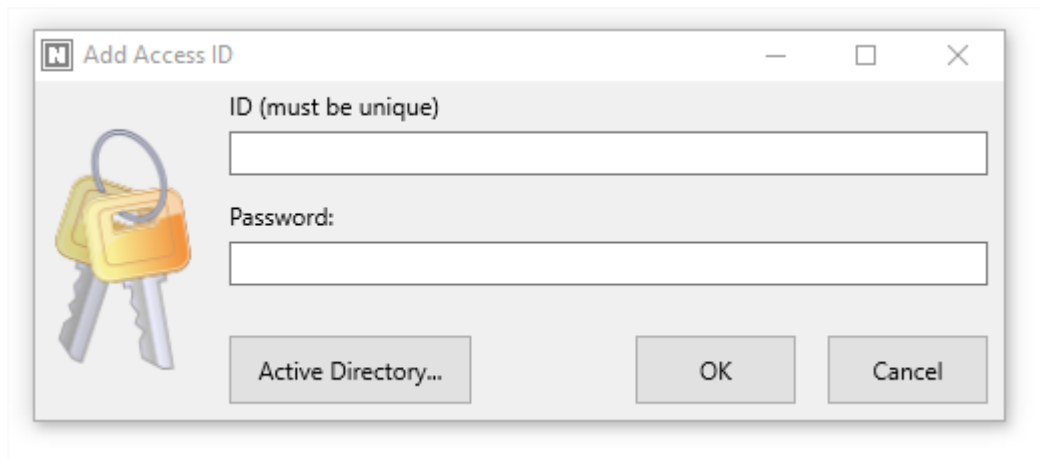 N Add Access ID
ID (must be unique)
Password:
Active Directory... OK Cancel